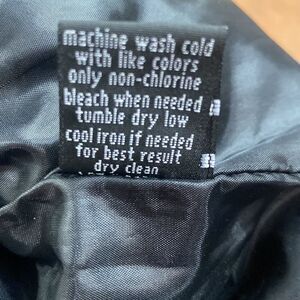 machine wash cold
with like colors
only non-chlorine
bleach when needed
tumble dry low
cool iron if needed
for best result
dry clean